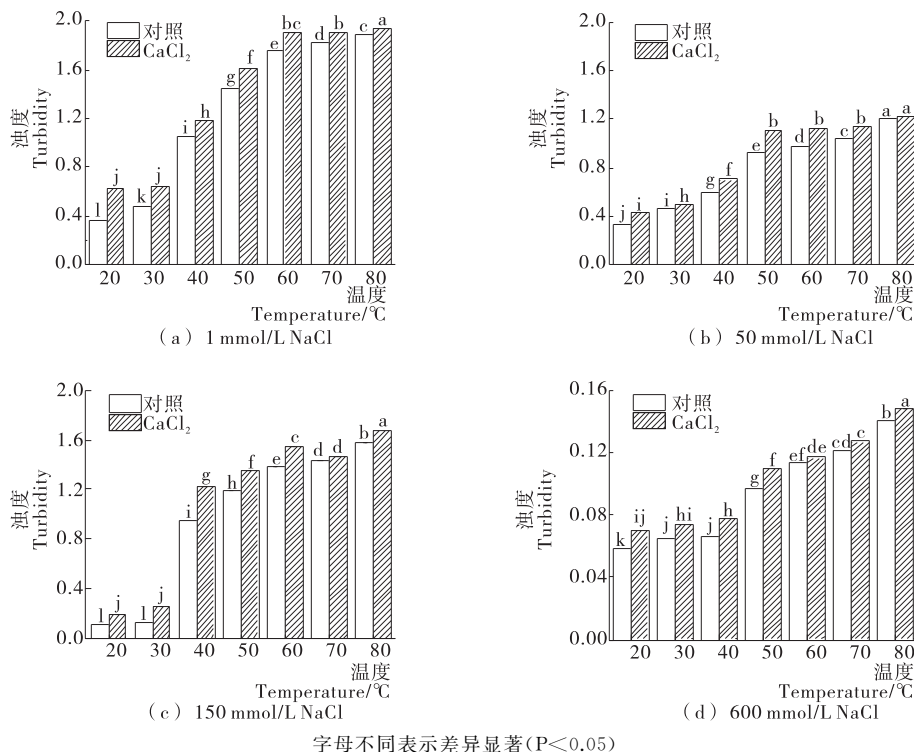 2.0
1.6
1.2
0.8
0.4
0.0
浊度
Turbidity
对照
CaCl₂
l j k j i h g f e bc d b c a
20 30 40 50 60 70 80
温度
Temperature/℃
(a) 1 mmol/L NaCl
2.0
1.6
1.2
0.8
0.4
0.0
浊度
Turbidity
对照
CaCl₂
j i i h g f e b d b c b a a
20 30 40 50 60 70 80
温度
Temperature/℃
(b) 50 mmol/L NaCl
2.0
1.6
1.2
0.8
0.4
0.0
浊度
Turbidity
对照
CaCl₂
l j l j i g h f e c d d b a
20 30 40 50 60 70 80
温度
Temperature/℃
(c) 150 mmol/L NaCl
0.16
0.12
0.08
0.04
0.00
浊度
Turbidity
对照
CaCl₂
k ij j hi j h g f ef de cd c b a
20 30 40 50 60 70 80
温度
Temperature/℃
(d) 600 mmol/L NaCl
字母不同表示差异显著(P<0.05)